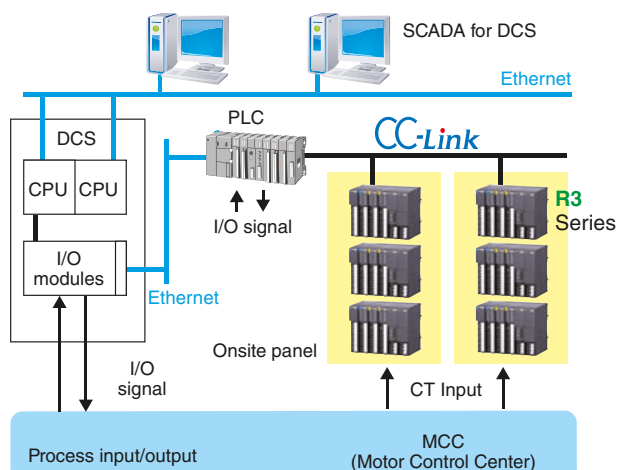 SCADA for DCS
Ethernet
PLC
CC-Link
DCS
CPU CPU
R3
Series
I/O signal
I/O
modules
Ethernet
Onsite panel
I/O
signal
CT Input
Process input/output
MCC
(Motor Control Center)